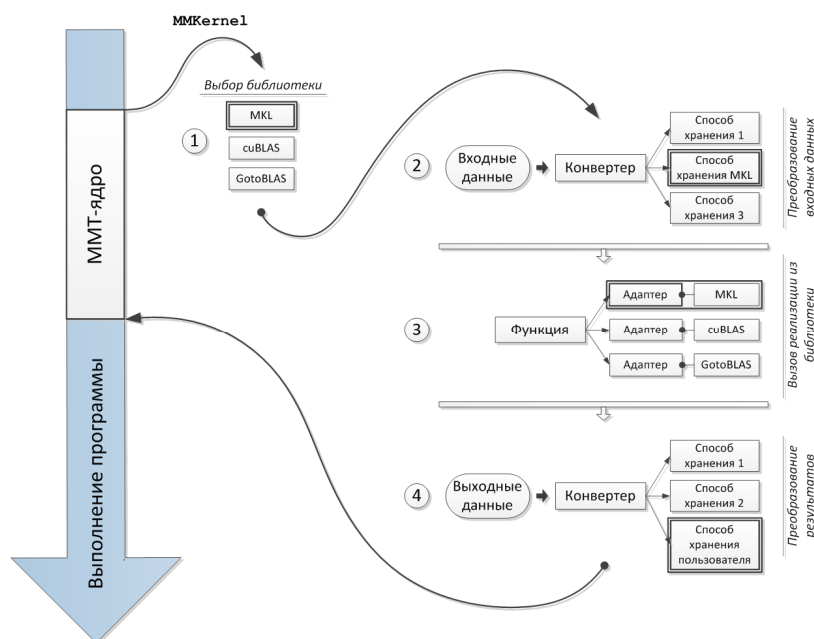 MMKernel
Выбор библиотеки
1
MKL
cuBLAS
GotoBLAS
ММТ-ядро
Выполнение программы
2
Входные
данные
Конвертер
Способ
хранения 1
Способ
хранения MKL
Способ
хранения 3
Преобразование
входных данных
3
Функция
Адаптер
MKL
Адаптер
cuBLAS
Адаптер
GotoBLAS
Вызов реализации из
библиотеки
4
Выходные
данные
Конвертер
Способ
хранения 1
Способ
хранения 2
Способ
хранения
пользователя
Преобразование
результатов